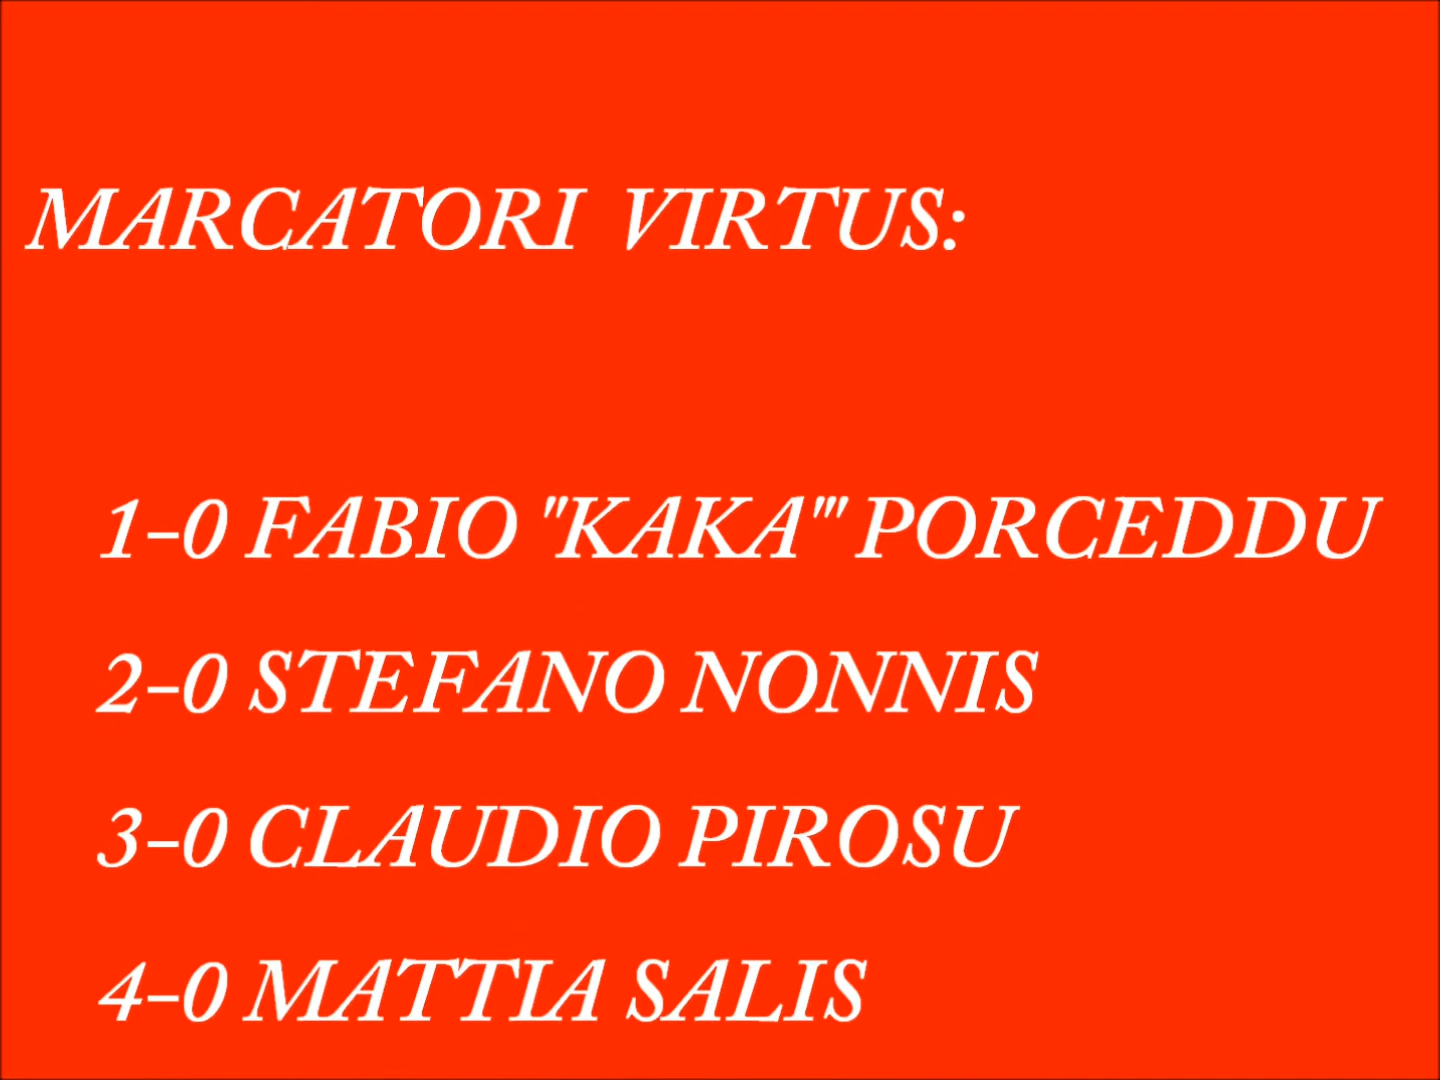 MARCATORI VIRTUS:
1-0 FABIO "KAKA'" PORCEDDU
2-0 STEFANO NONNIS
3-0 CLAUDIO PIROSU
4-0 MATTIA SALIS